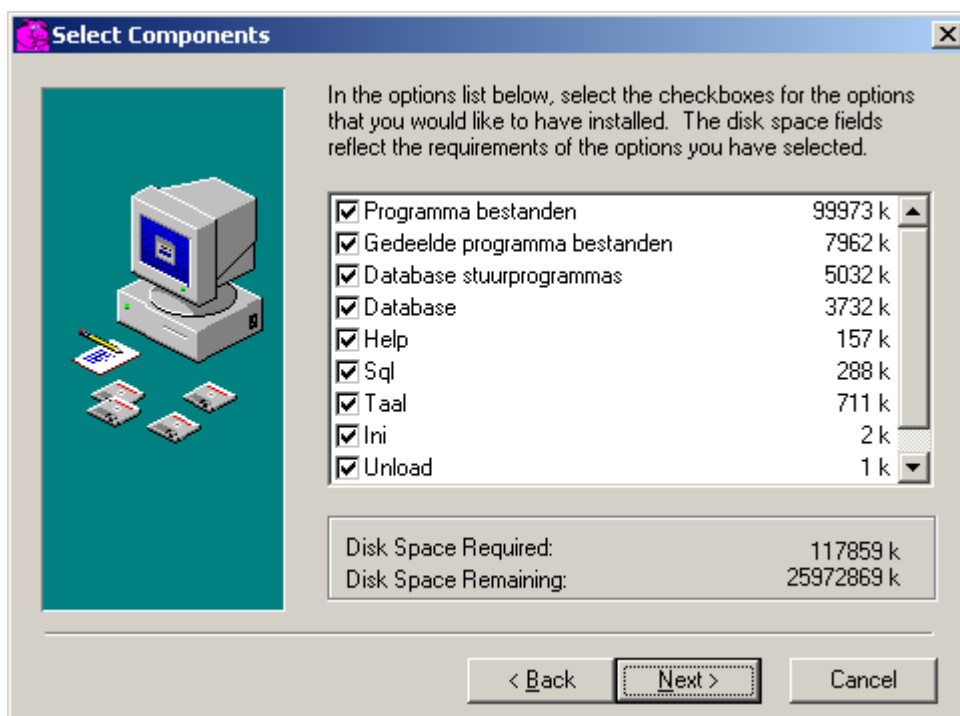 Select Components
In the options list below, select the checkboxes for the options
that you would like to have installed.  The disk space fields
reflect the requirements of the options you have selected.
Programma bestanden 99973 k
Gedeelde programma bestanden 7962 k
Database stuurprogrammas 5032 k
Database 3732 k
Help 157 k
Sql 288 k
Taal 711 k
Ini 2 k
Unload 1 k
Disk Space Required: 117859 k
Disk Space Remaining: 25972869 k
< Back Next > Cancel